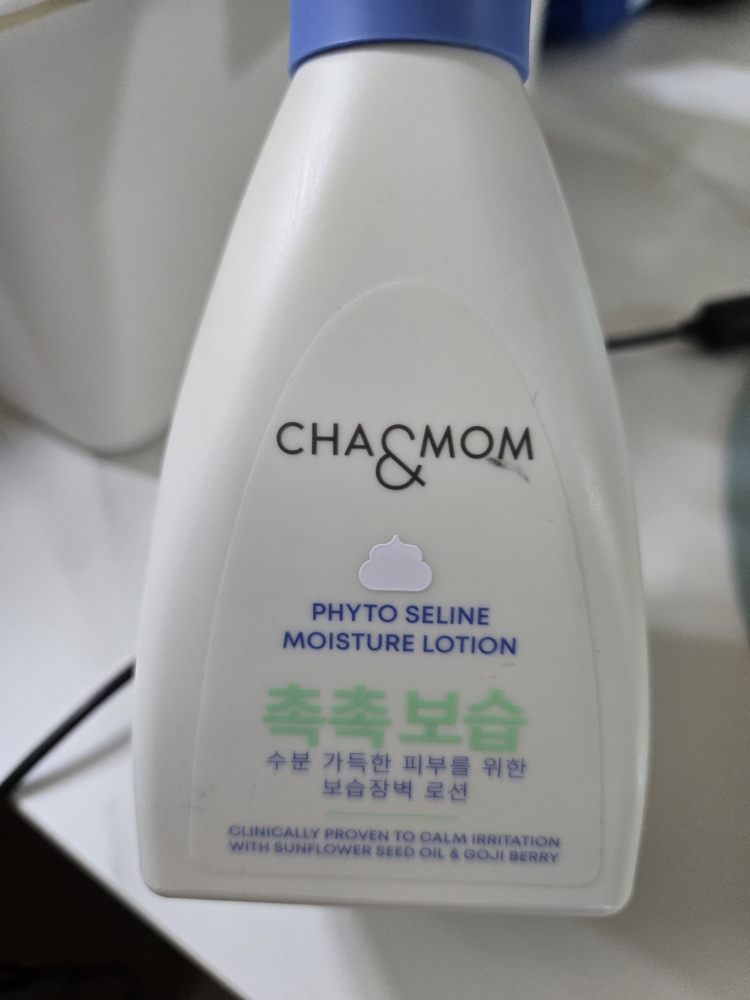 CHA&MOM
PHYTO SELINE
MOISTURE LOTION
촉촉보습
수분 가득한 피부를 위한
보습장벽 로션
CLINICALLY PROVEN TO CALM IRRITATION
WITH SUNFLOWER SEED OIL & GOJI BERRY